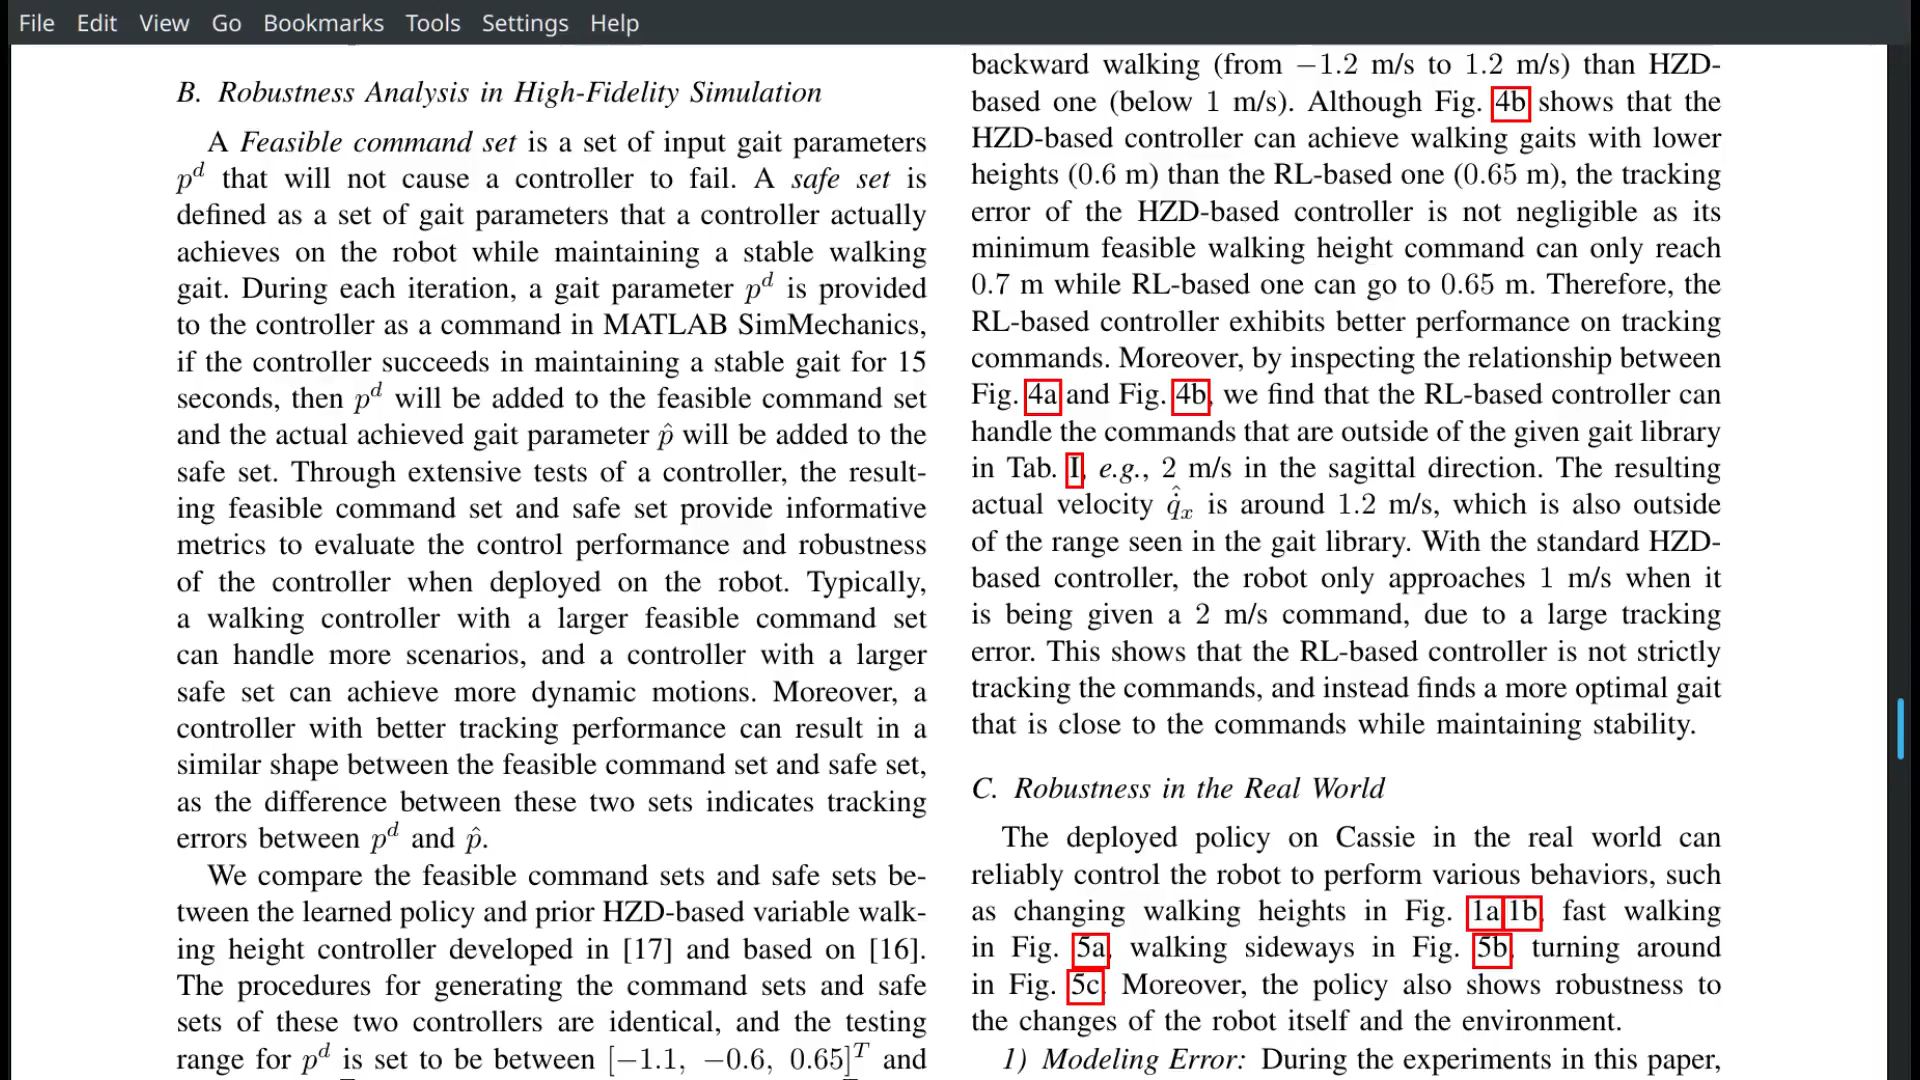 File Edit View Go Bookmarks Tools Settings Help
B. Robustness Analysis in High-Fidelity Simulation
A Feasible command set is a set of input gait parameters
p^d that will not cause a controller to fail. A safe set is
defined as a set of gait parameters that a controller actually
achieves on the robot while maintaining a stable walking
gait. During each iteration, a gait parameter p^d is provided
to the controller as a command in MATLAB SimMechanics,
if the controller succeeds in maintaining a stable gait for 15
seconds, then p^d will be added to the feasible command set
and the actual achieved gait parameter p̂ will be added to the
safe set. Through extensive tests of a controller, the result-
ing feasible command set and safe set provide informative
metrics to evaluate the control performance and robustness
of the controller when deployed on the robot. Typically,
a walking controller with a larger feasible command set
can handle more scenarios, and a controller with a larger
safe set can achieve more dynamic motions. Moreover, a
controller with better tracking performance can result in a
similar shape between the feasible command set and safe set,
as the difference between these two sets indicates tracking
errors between p^d and p̂.
We compare the feasible command sets and safe sets be-
tween the learned policy and prior HZD-based variable walk-
ing height controller developed in [17] and based on [16].
The procedures for generating the command sets and safe
sets of these two controllers are identical, and the testing
range for p^d is set to be between [−1.1, −0.6, 0.65]^T and
backward walking (from −1.2 m/s to 1.2 m/s) than HZD-
based one (below 1 m/s). Although Fig. 4b shows that the
HZD-based controller can achieve walking gaits with lower
heights (0.6 m) than the RL-based one (0.65 m), the tracking
error of the HZD-based controller is not negligible as its
minimum feasible walking height command can only reach
0.7 m while RL-based one can go to 0.65 m. Therefore, the
RL-based controller exhibits better performance on tracking
commands. Moreover, by inspecting the relationship between
Fig. 4a and Fig. 4b, we find that the RL-based controller can
handle the commands that are outside of the given gait library
in Tab. I, e.g., 2 m/s in the sagittal direction. The resulting
actual velocity q̇̂_x is around 1.2 m/s, which is also outside
of the range seen in the gait library. With the standard HZD-
based controller, the robot only approaches 1 m/s when it
is being given a 2 m/s command, due to a large tracking
error. This shows that the RL-based controller is not strictly
tracking the commands, and instead finds a more optimal gait
that is close to the commands while maintaining stability.
C. Robustness in the Real World
The deployed policy on Cassie in the real world can
reliably control the robot to perform various behaviors, such
as changing walking heights in Fig. 1a,1b, fast walking
in Fig. 5a, walking sideways in Fig. 5b, turning around
in Fig. 5c. Moreover, the policy also shows robustness to
the changes of the robot itself and the environment.
1) Modeling Error: During the experiments in this paper,